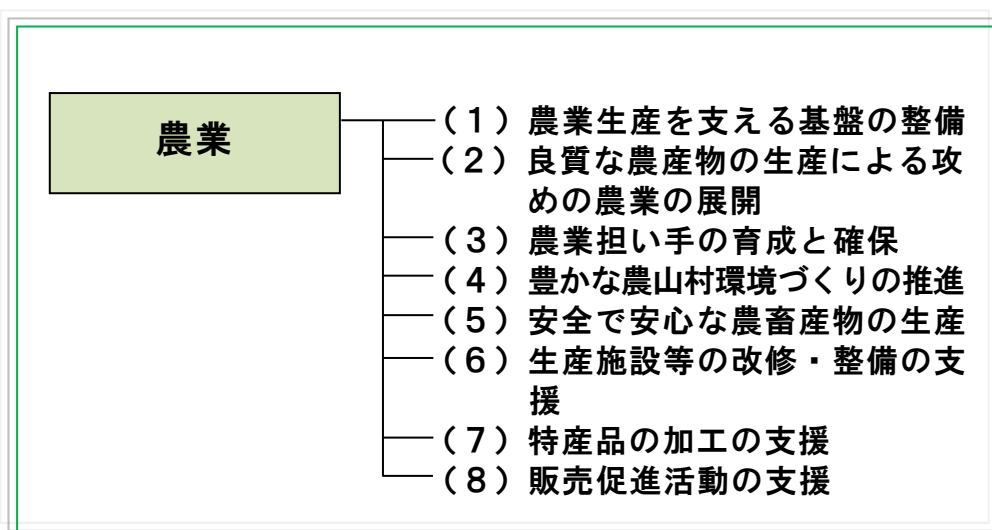 農業
（１）農業生産を支える基盤の整備
（２）良質な農産物の生産による攻
めの農業の展開
（３）農業担い手の育成と確保
（４）豊かな農山村環境づくりの推進
（５）安全で安心な農畜産物の生産
（６）生産施設等の改修・整備の支
援
（７）特産品の加工の支援
（８）販売促進活動の支援